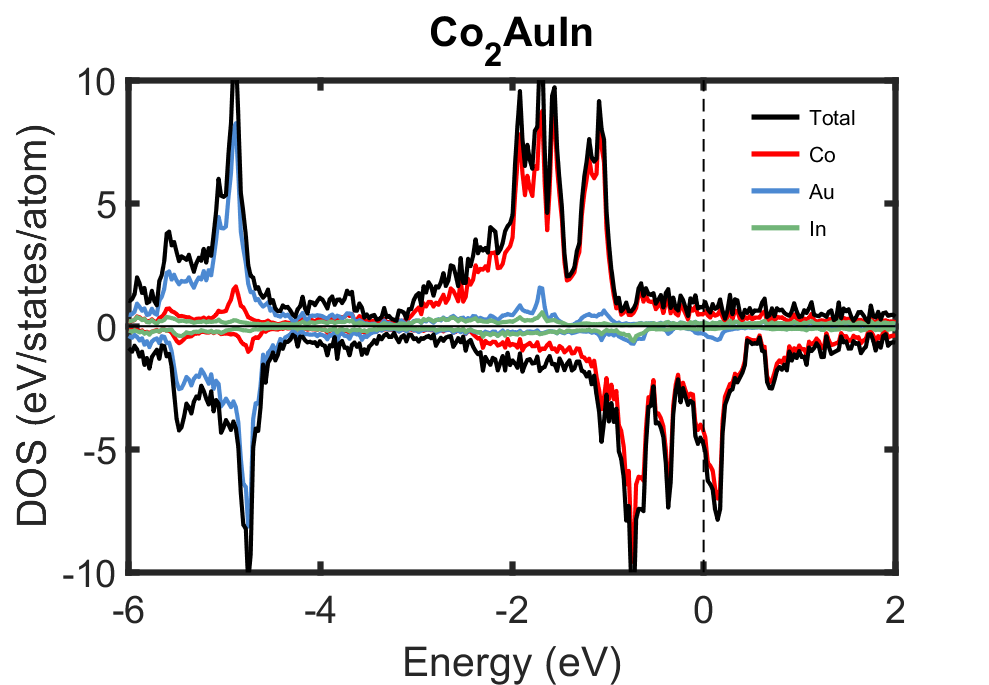 Co₂AuIn
10
5
0
-5
-10
DOS (eV/states/atom)
Total
Co
Au
In
-6 -4 -2 0 2
Energy (eV)